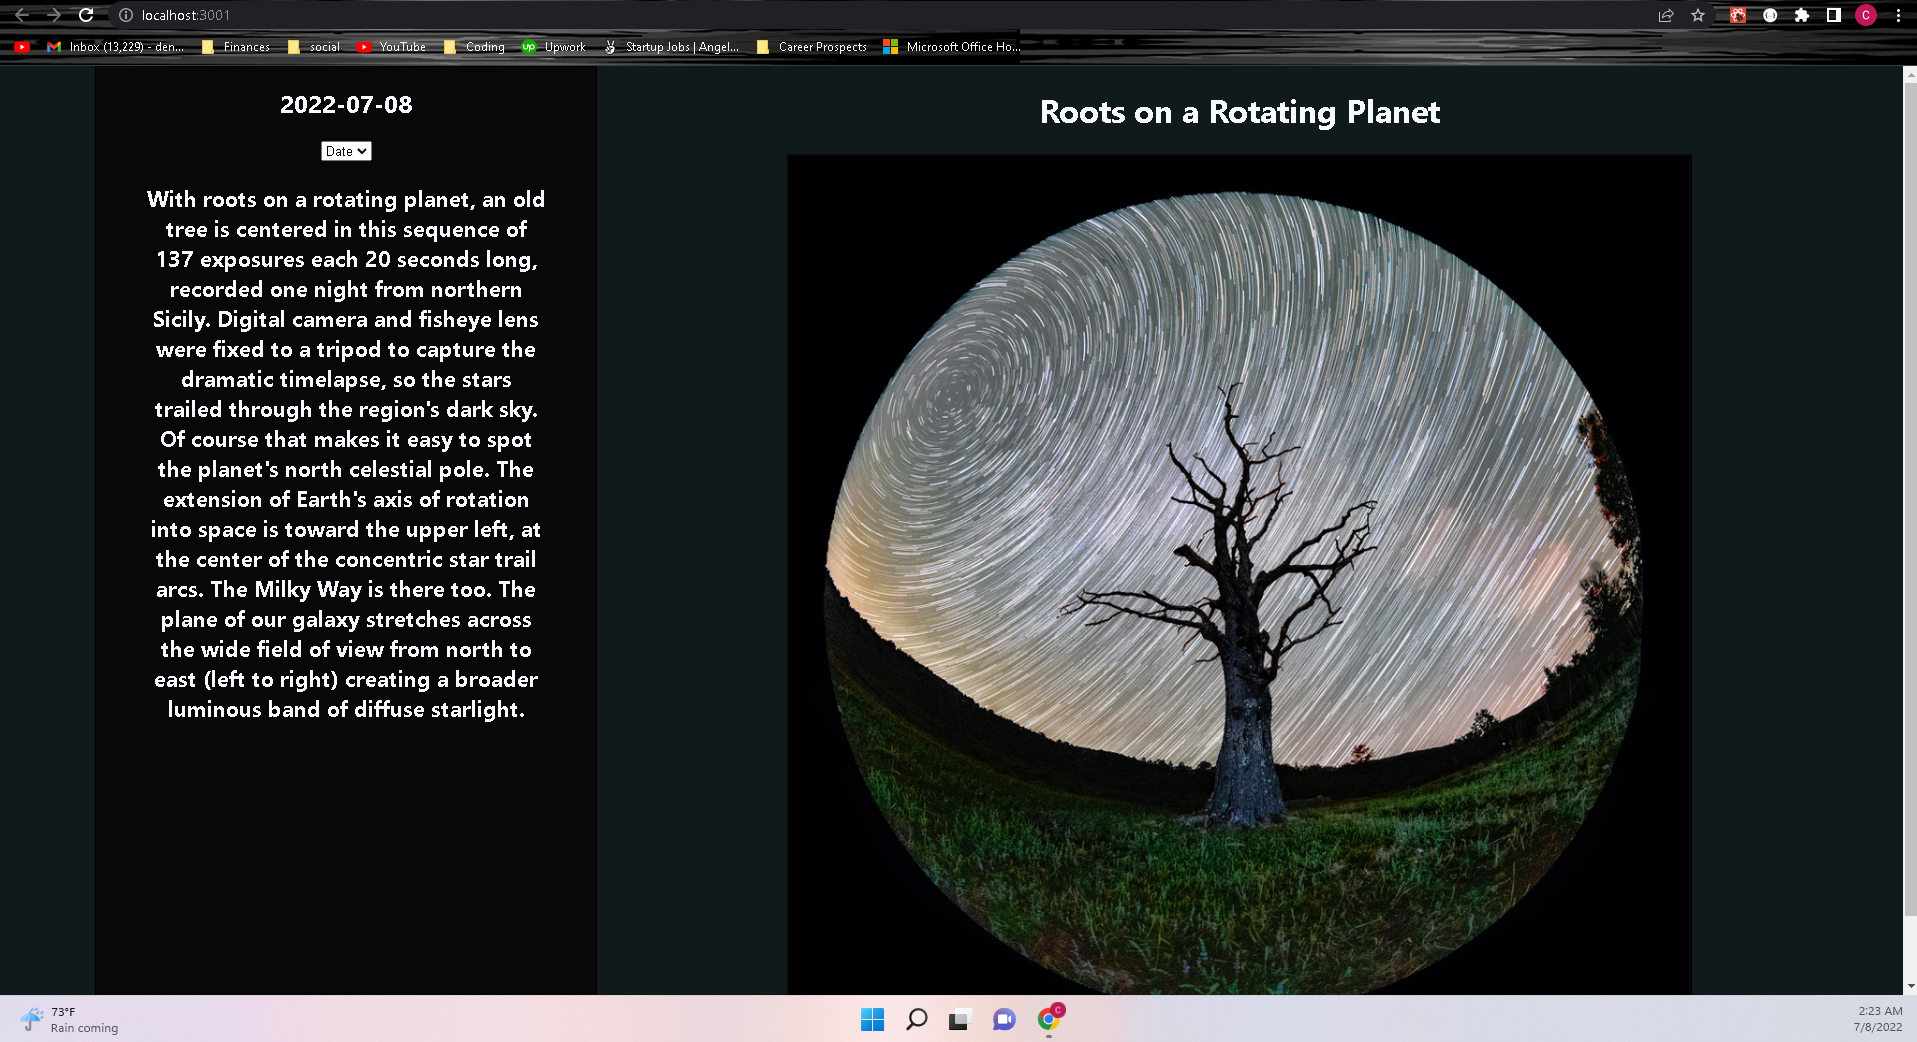 localhost:3001
Inbox (13,229) - den...
Finances
social
YouTube
Coding
up
Upwork
Startup Jobs | Angel...
Career Prospects
Microsoft Office Ho...
C
2022-07-08
Date
With roots on a rotating planet, an old
tree is centered in this sequence of
137 exposures each 20 seconds long,
recorded one night from northern
Sicily. Digital camera and fisheye lens
were fixed to a tripod to capture the
dramatic timelapse, so the stars
trailed through the region's dark sky.
Of course that makes it easy to spot
the planet's north celestial pole. The
extension of Earth's axis of rotation
into space is toward the upper left, at
the center of the concentric star trail
arcs. The Milky Way is there too. The
plane of our galaxy stretches across
the wide field of view from north to
east (left to right) creating a broader
luminous band of diffuse starlight.
Roots on a Rotating Planet
73°F
Rain coming
C
2:23 AM
7/8/2022